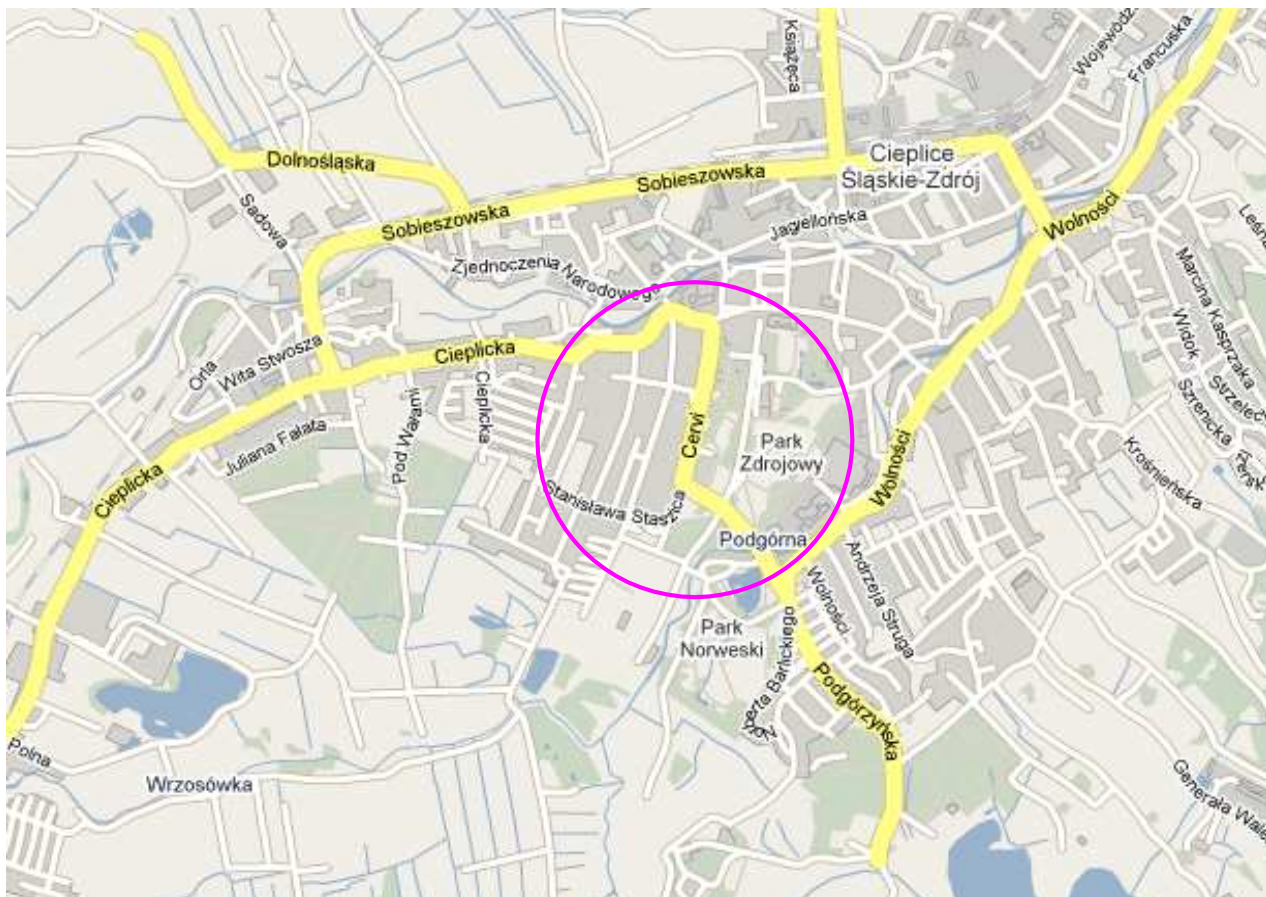 Książęca
Wojewódz
Francuska
Dolnośląska
Cieplice
Śląskie-Zdrój
Sobieszowska
Sadowa
Sobieszowska
Jagiellońska
Wolności
Leśna
Zjednoczenia Narodowego
Marcina Kasprzaka
Widok
Orla
Wita Stwosza
Cieplicka
Cieplicka
Strzelec
Szrenicka
Cervi
Park
Zdrojowy
Juliana Fałata
Pod Wałami
Wolności
Krośnieńska
Cieplicka
Stanisława Staszica
Podgórna
Andrzeja Struga
Wolności
Park
Norweski
Podgórzyńska
Polna
Wrzosówka
Generała Wale